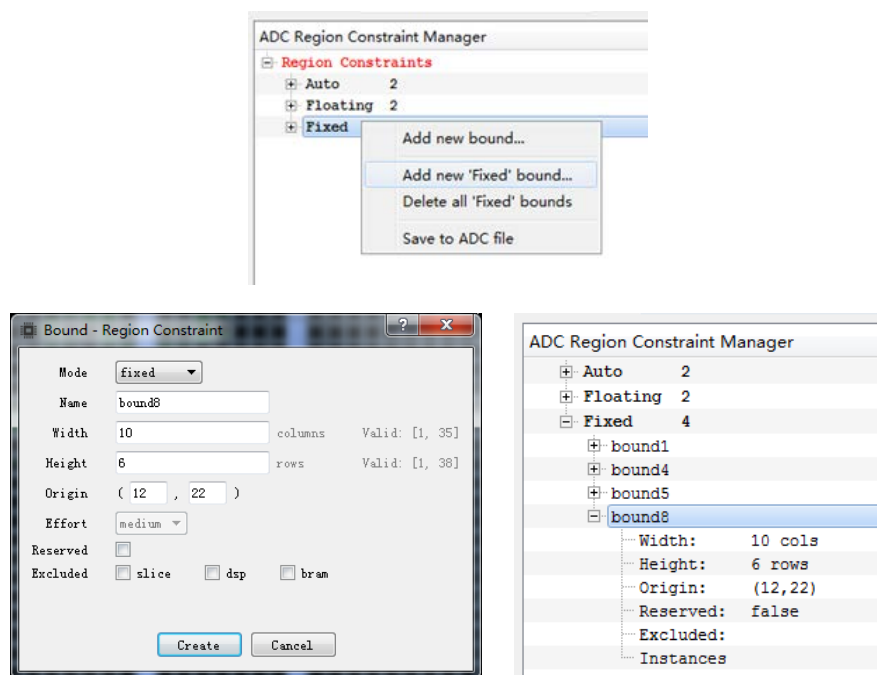 ADC Region Constraint Manager
Region Constraints
Auto 2
Floating 2
Fixed
Add new bound...
Add new 'Fixed' bound...
Delete all 'Fixed' bounds
Save to ADC file
Bound - Region Constraint
?
X
Mode fixed
Name bound8
Width 10 columns Valid: [1, 35]
Height 6 rows Valid: [1, 38]
Origin ( 12 , 22 )
Effort medium
Reserved
Excluded slice dsp bram
Create Cancel
ADC Region Constraint Manager
Auto 2
Floating 2
Fixed 4
bound1
bound4
bound5
bound8
Width: 10 cols
Height: 6 rows
Origin: (12,22)
Reserved: false
Excluded:
Instances